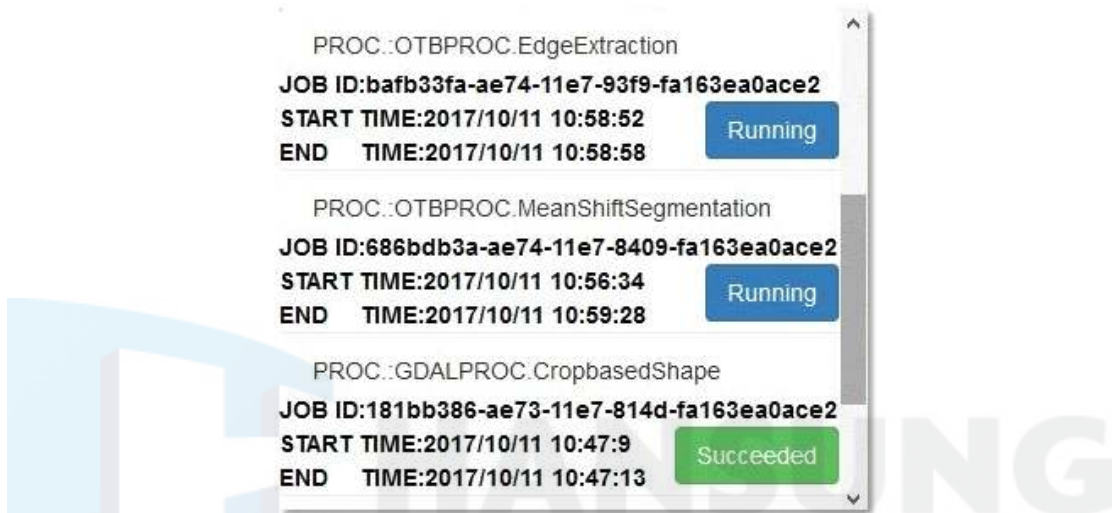 PROC.::OTBPROC.EdgeExtraction
JOB ID:bafb33fa-ae74-11e7-93f9-fa163ea0ace2
START TIME:2017/10/11 10:58:52
Running
END TIME:2017/10/11 10:58:58
PROC.::OTBPROC.MeanShiftSegmentation
JOB ID:686bdb3a-ae74-11e7-8409-fa163ea0ace2
START TIME:2017/10/11 10:56:34
Running
END TIME:2017/10/11 10:59:28
PROC.::GDALPROC.CropbasedShape
JOB ID:181bb386-ae73-11e7-814d-fa163ea0ace2
START TIME:2017/10/11 10:47:9
Succeeded
END TIME:2017/10/11 10:47:13
HANSUNG